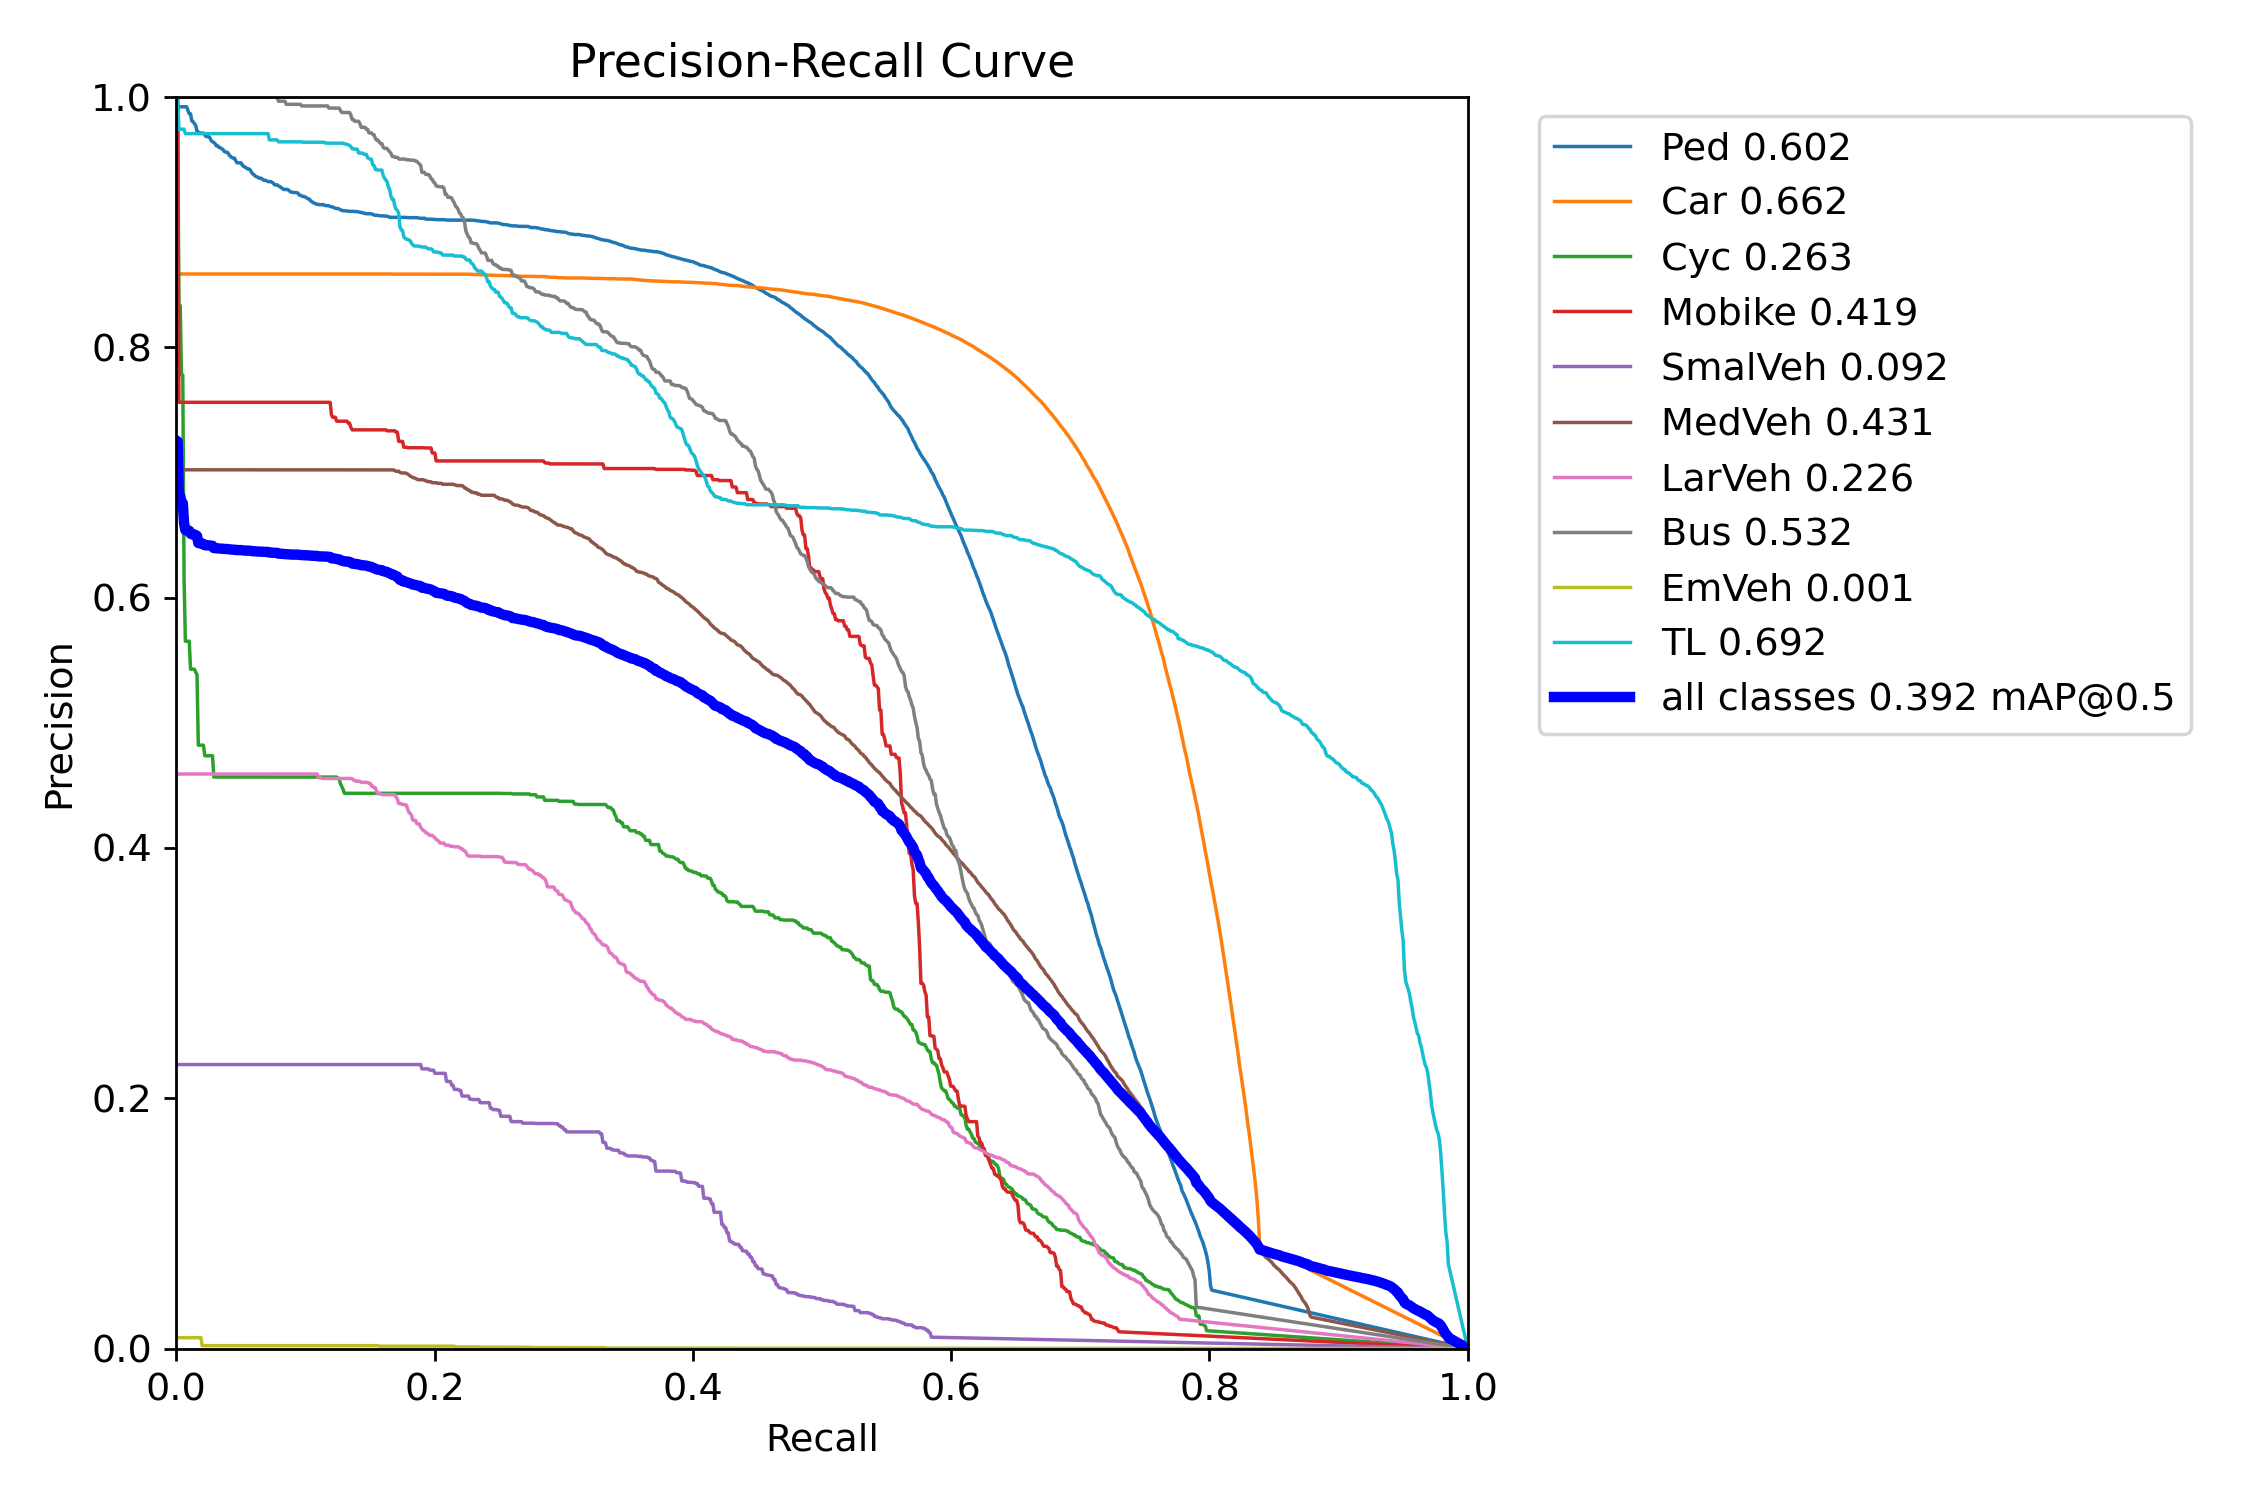 Precision-Recall Curve
1.0
0.8
0.6
0.4
0.2
0.0
Precision
0.0 0.2 0.4 0.6 0.8 1.0
Recall
Ped 0.602
Car 0.662
Cyc 0.263
Mobike 0.419
SmalVeh 0.092
MedVeh 0.431
LarVeh 0.226
Bus 0.532
EmVeh 0.001
TL 0.692
all classes 0.392 mAP@0.5